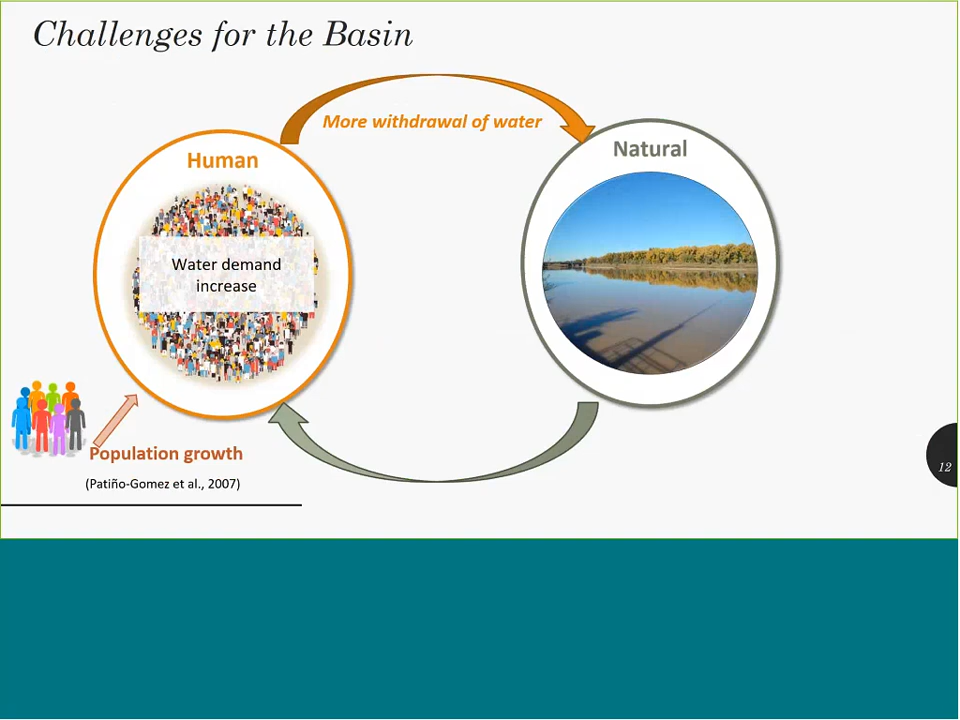 Challenges for the Basin
More withdrawal of water
Human
Natural
Water demand
increase
Population growth
(Patiño-Gomez et al., 2007)
12